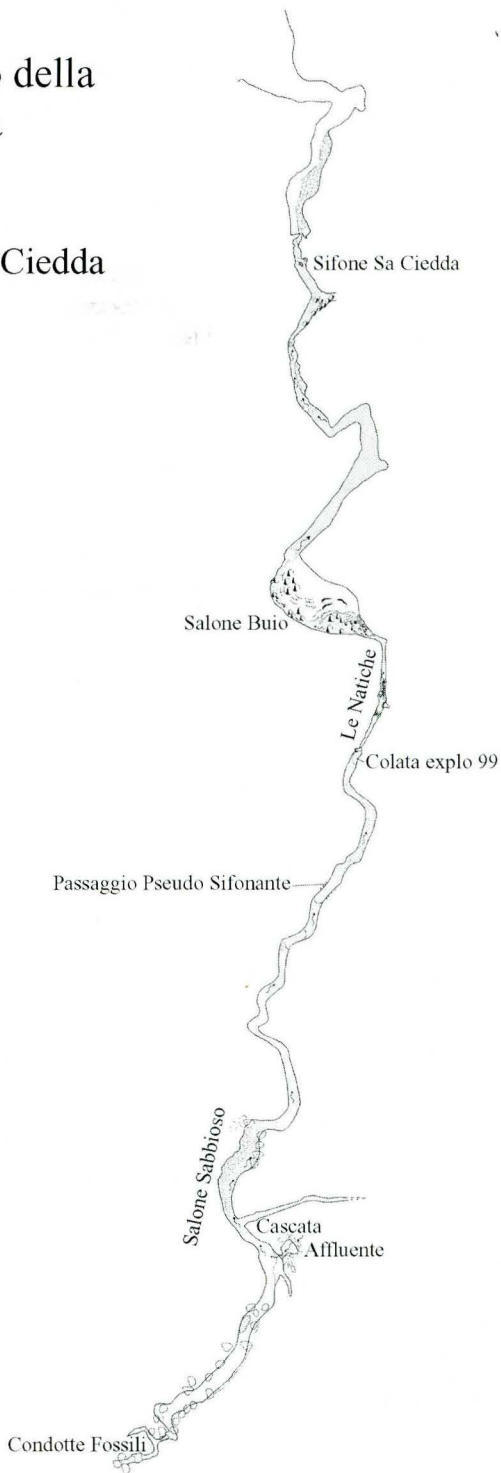 della
Ciedda
Sifone Sa Ciedda
Salone Buio
Le Natiche
Colata explo 99
Passaggio Pseudo Sifonante
Salone Sabbioso
Cascata
Affluente
Condotte Fossili